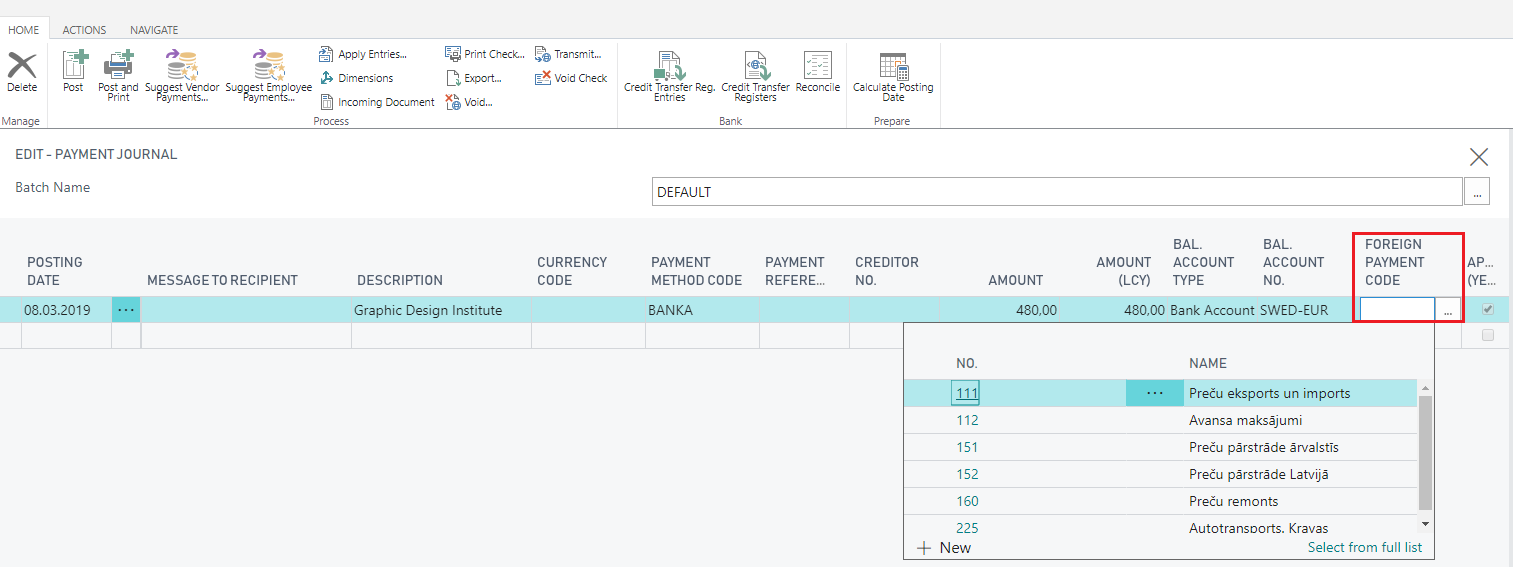 HOME ACTIONS NAVIGATE
Delete
Post
Post and
Print
Suggest Vendor
Payments...
Suggest Employee
Payments...
Apply Entries...
Dimensions
Incoming Document
Print Check...
Export...
Void...
Transmit...
Void Check
Credit Transfer Reg.
Entries
Credit Transfer
Registers
Reconcile
Calculate Posting
Date
Manage Process Bank Prepare
EDIT - PAYMENT JOURNAL
Batch Name DEFAULT ...
POSTING
DATE
MESSAGE TO RECIPIENT
DESCRIPTION
CURRENCY
CODE
PAYMENT
METHOD CODE
PAYMENT
REFERE...
CREDITOR
NO.
AMOUNT
AMOUNT
(LCY)
BAL.
ACCOUNT
TYPE
BAL.
ACCOUNT
NO.
FOREIGN
PAYMENT
CODE
AP...
(YE...
08.03.2019 ... Graphic Design Institute BANKA 480,00 480,00 Bank Account SWED-EUR ...
NO. NAME
111 ... Preču eksports un imports
112 Avansa maksājumi
151 Preču pārstrāde ārvalstīs
152 Preču pārstrāde Latvijā
160 Preču remonts
225 Autotransports. Kravas
+ New Select from full list